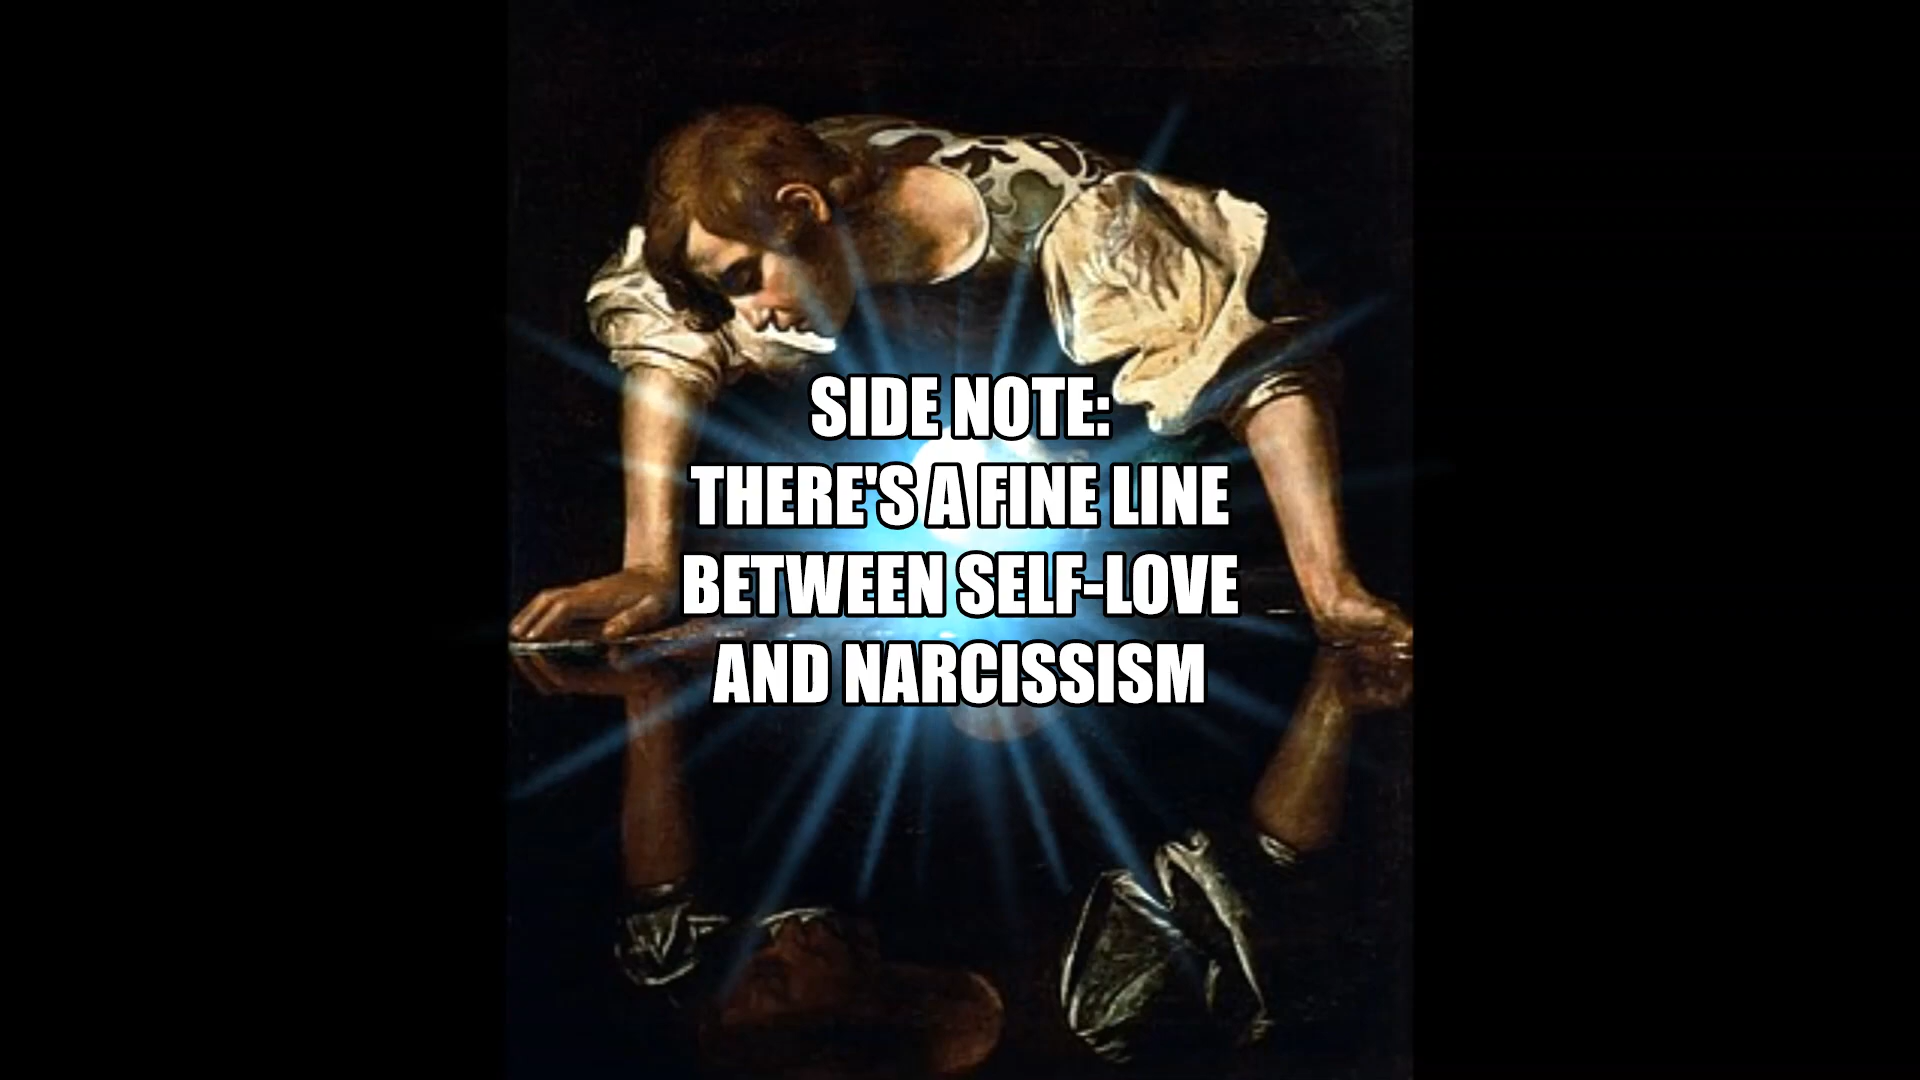 SIDE NOTE:
THERE'S A FINE LINE
BETWEEN SELF-LOVE
AND NARCISSISM